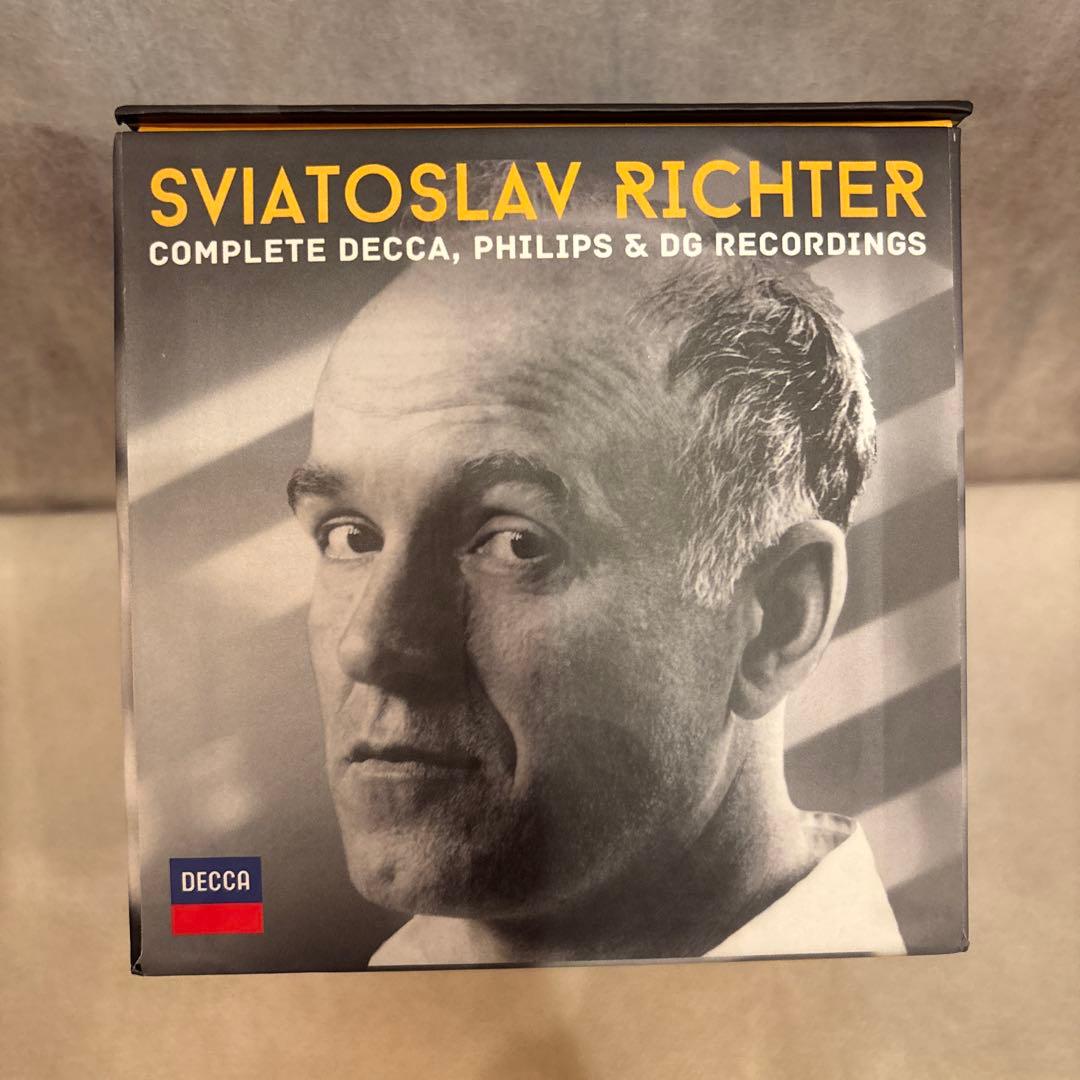 SVIATOSLAV RICHTER
COMPLETE DECCA, PHILIPS & DG RECORDINGS
DECCA